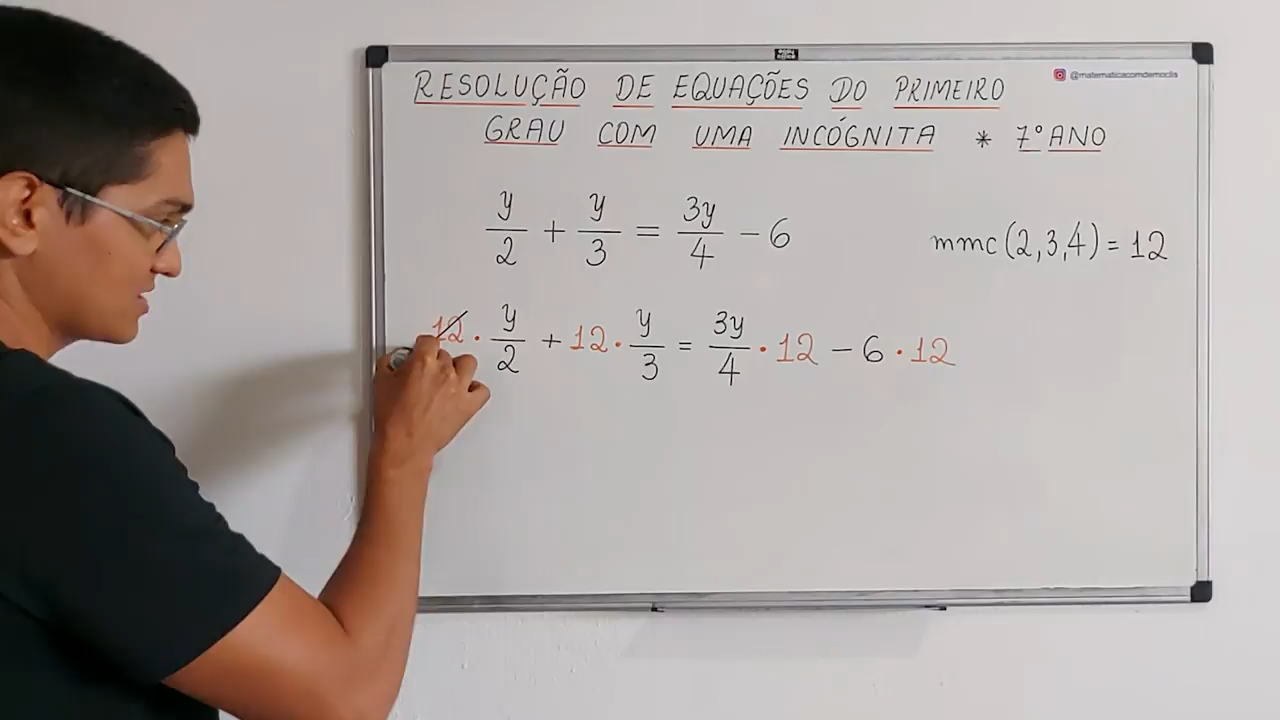 RESOLUÇÃO DE EQUAÇÕES DO PRIMEIRO
GRAU COM UMA INCÓGNITA * 7º ANO
@matematicacomdemoclis
y/2 + y/3 = 3y/4 - 6
mmc (2,3,4) = 12
12 · y/2 + 12 · y/3 = 3y/4 · 12 - 6 · 12